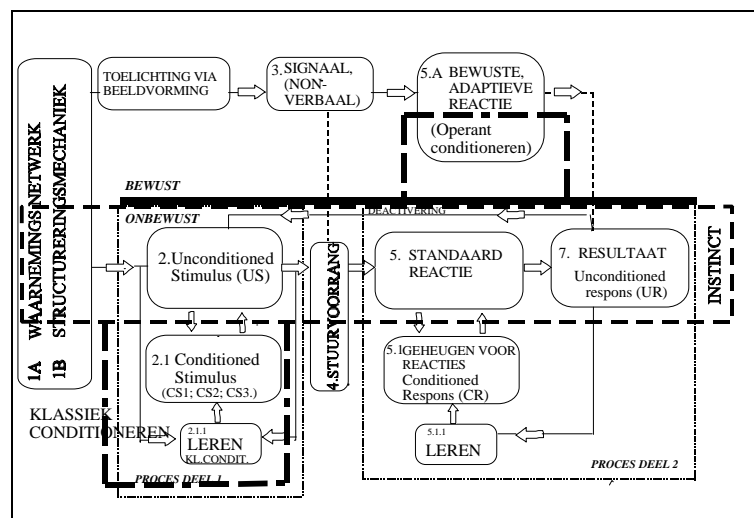 1A WAARNEMINGSNETWERK
1B STRUCTURERINGSMECHANIEK
TOELICHTING VIA
BEELDVORMING
3. SIGNAAL,
(NON-
VERBAAL)
5.A BEWUSTE,
ADAPTIEVE
REACTIE
(Operant
conditioneren)
BEWUST
ONBEWUST
DEACTIVERING
2.Unconditioned
Stimulus (US)
4.STUURVOORRANG
5. STANDAARD
REACTIE
7. RESULTAAT
Unconditioned
respons (UR)
INSTINCT
2.1 Conditioned
Stimulus
(CS1; CS2; CS3.)
5.1 GEHEUGEN VOOR
REACTIES
Conditioned
Respons (CR)
KLASSIEK
CONDITIONEREN
2.1.1
LEREN
KL.CONDIT.
5.1.1
LEREN
PROCES DEEL 1
PROCES DEEL 2